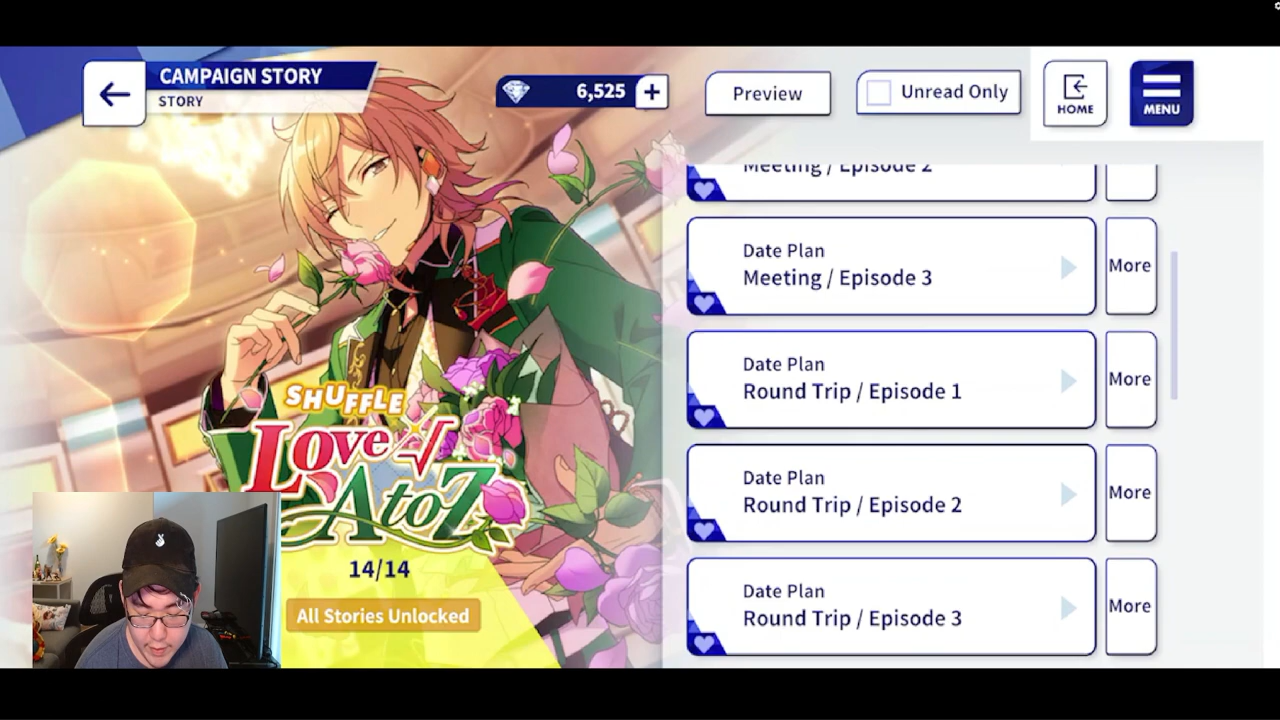 CAMPAIGN STORY
STORY
6,525
Preview
Unread Only
HOME
MENU
Meeting / Episode 2
Date Plan
Meeting / Episode 3
More
Date Plan
Round Trip / Episode 1
More
Date Plan
Round Trip / Episode 2
More
Date Plan
Round Trip / Episode 3
More
SHUFFLE
Love
A to Z
14/14
All Stories Unlocked